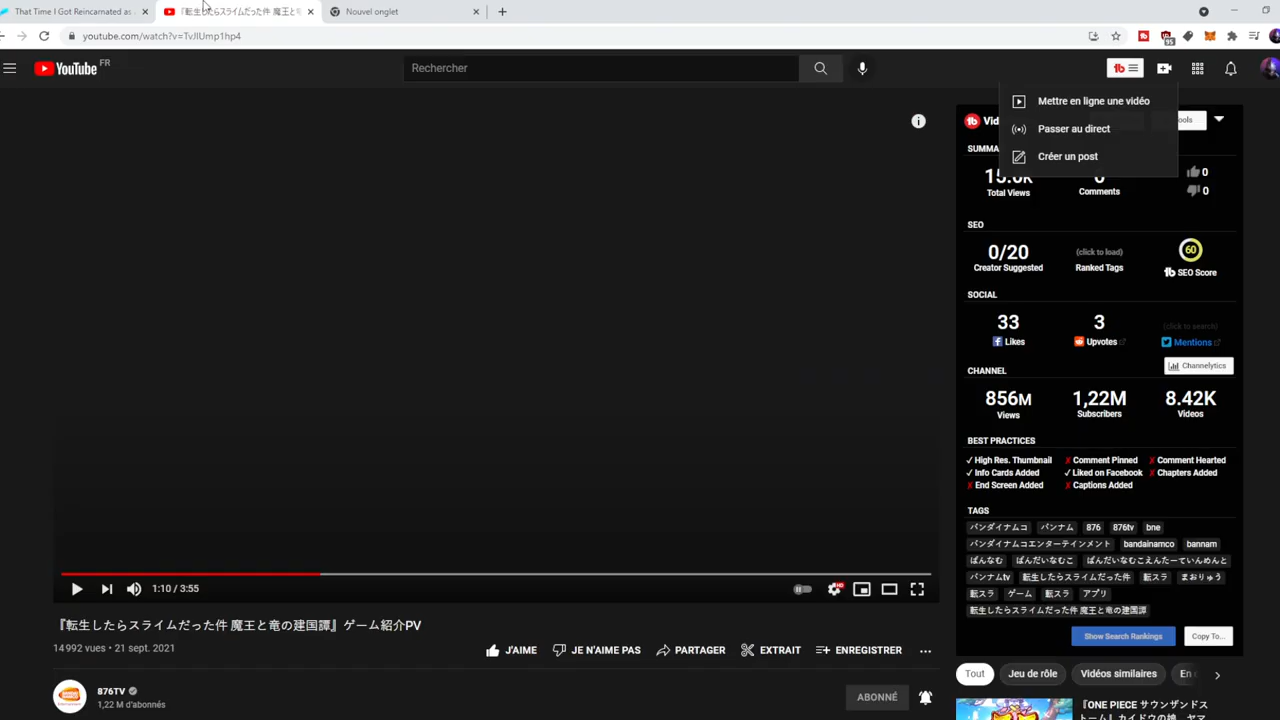 That Time I Got Reincarnated as
『転生したらスライムだった件 魔王と
Nouvel onglet
youtube.com/watch?v=TvJIUmp1hp4
95
YouTube FR
Rechercher
Mettre en ligne une vidéo
Passer au direct
Créer un post
Vid
ools
SUMMA
15.0K
Total Views
0
Comments
0
0
SEO
0/20
Creator Suggested
(click to load)
Ranked Tags
60
SEO Score
SOCIAL
33
Likes
3
Upvotes
(click to search)
Mentions
CHANNEL
Channelytics
856M
Views
1,22M
Subscribers
8.42K
Videos
BEST PRACTICES
✓ High Res. Thumbnail
✗ Comment Pinned
✗ Comment Hearted
✓ Info Cards Added
✓ Liked on Facebook
✗ Chapters Added
✗ End Screen Added
✗ Captions Added
TAGS
バンダイナムコ バンナム 876 876tv bne
バンダイナムコエンターテインメント bandainamco bannam
ばんなむ ばんだいなむこ ばんだいなむこえんたーていんめんと
バンナムtv 転生したらスライムだった件 転スラ まおりゅう
転スラ ゲーム 転スラ アプリ
転生したらスライムだった件 魔王と竜の建国譚
Show Search Rankings
Copy To...
1:10 / 3:55
『転生したらスライムだった件 魔王と竜の建国譚』ゲーム紹介PV
14 992 vues • 21 sept. 2021
J'AIME
JE N'AIME PAS
PARTAGER
EXTRAIT
ENREGISTRER
876TV
1,22 M d'abonnés
ABONNÉ
Tout
Jeu de rôle
Vidéos similaires
En
『ONE PIECE サウザンドス
トーム』カイドウの娘、ヤマ